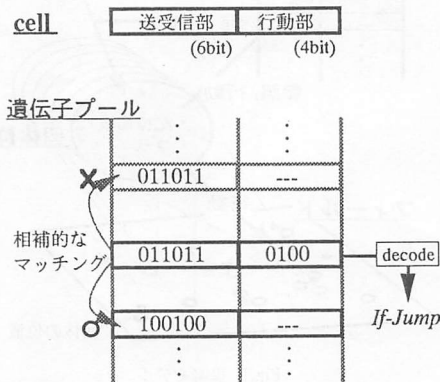 cell
送受信部 行動部
(6bit) (4bit)
遺伝子プール
× 011011 ---
相補的な
マッチング
011011 0100 decode
If-Jump
○ 100100 ---